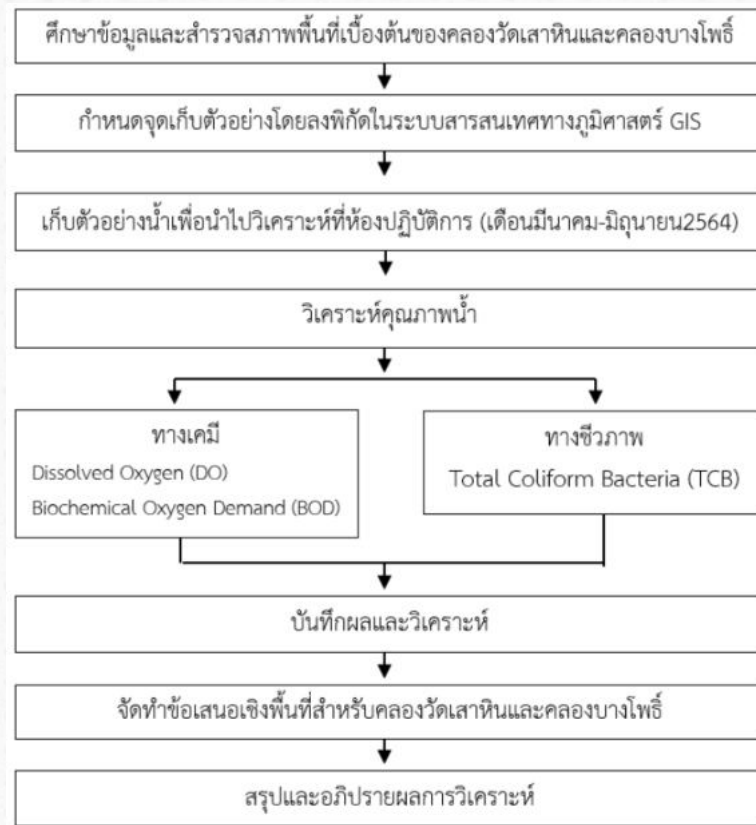 ศึกษาข้อมูลและสำรวจสภาพพื้นที่เบื้องต้นของคลองวัดเสาหินและคลองบางโพธิ์
กำหนดจุดเก็บตัวอย่างโดยลงพิกัดในระบบสารสนเทศทางภูมิศาสตร์ GIS
เก็บตัวอย่างน้ำเพื่อนำไปวิเคราะห์ที่ห้องปฏิบัติการ (เดือนมีนาคม-มิถุนายน2564)
วิเคราะห์คุณภาพน้ำ
ทางเคมี
Dissolved Oxygen (DO)
Biochemical Oxygen Demand (BOD)
ทางชีวภาพ
Total Coliform Bacteria (TCB)
บันทึกผลและวิเคราะห์
จัดทำข้อเสนอเชิงพื้นที่สำหรับคลองวัดเสาหินและคลองบางโพธิ์
สรุปและอภิปรายผลการวิเคราะห์